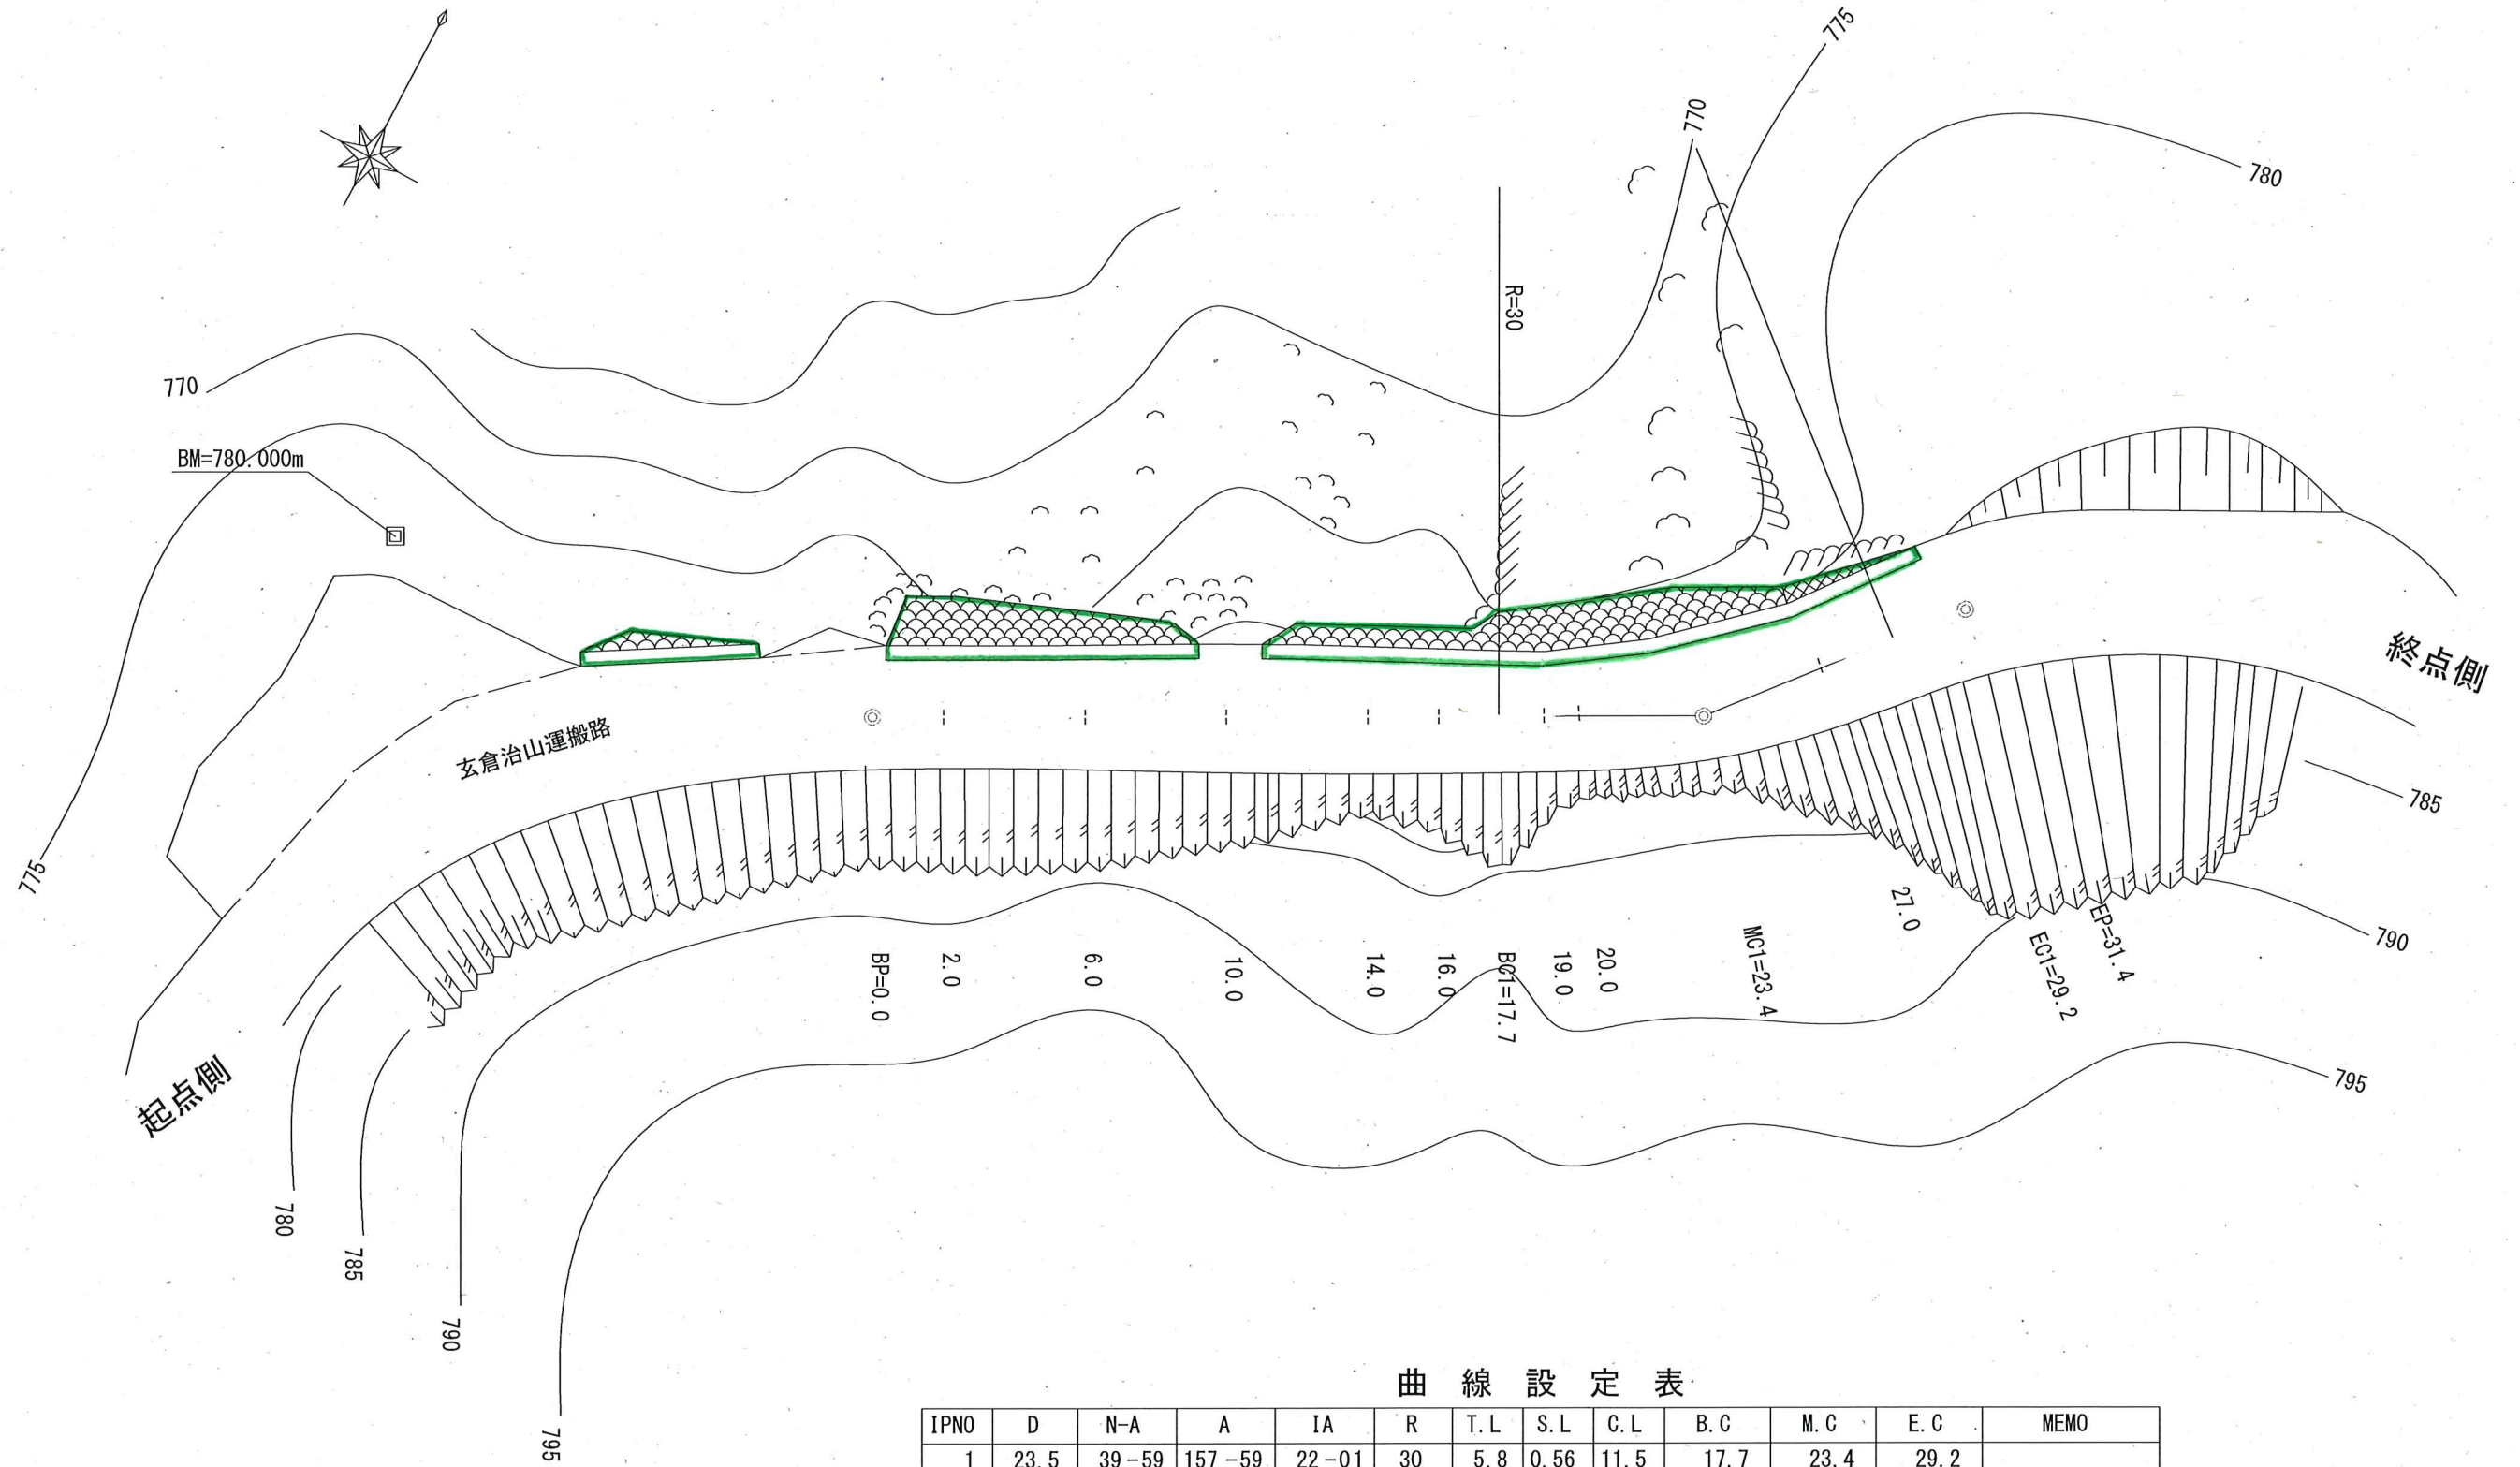 775
770
780
R=30
770
BM=780.000m
終点側
玄倉治山運搬路
785
775
27.0
EP=31.4
790
BP=0.0
2.0
6.0
10.0
14.0
16.0
BC1=17.7
19.0
20.0
MC1=23.4
EC1=29.2
起点側
795
780
785
790
795
曲線設定表
IPNO D N-A A IA R T.L S.L C.L B.C M.C E.C MEMO
1 23.5 39-59 157-59 22-01 30 5.8 0.56 11.5 17.7 23.4 29.2